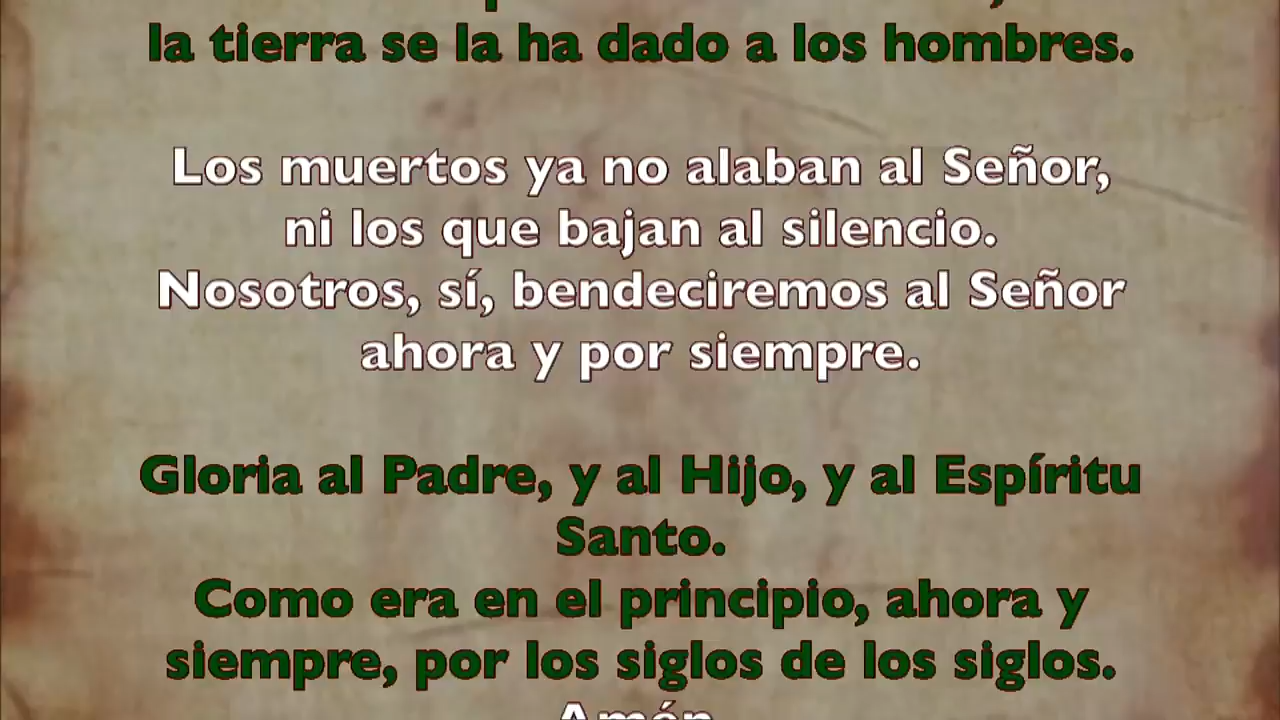 la tierra se la ha dado a los hombres.
Los muertos ya no alaban al Señor,
ni los que bajan al silencio.
Nosotros, sí, bendeciremos al Señor
ahora y por siempre.
Gloria al Padre, y al Hijo, y al Espíritu
Santo.
Como era en el principio, ahora y
siempre, por los siglos de los siglos.
Amén